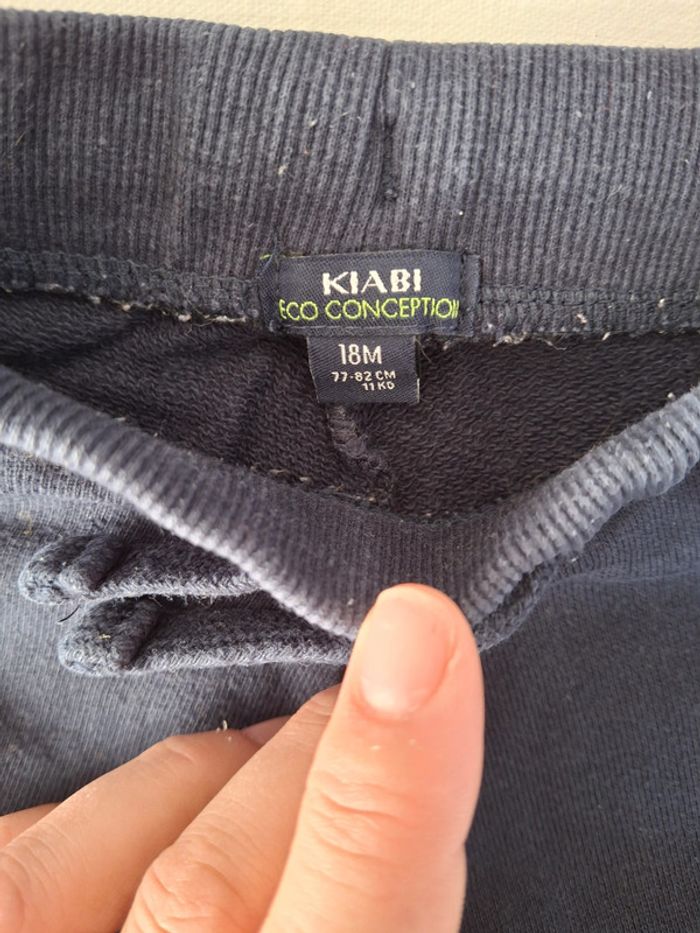 KIABI
ECO CONCEPTION
18M
77-82 CM
11 KG